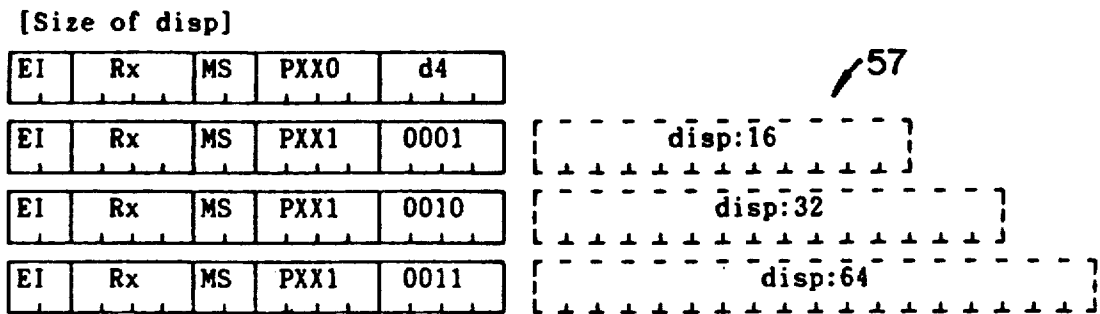 [Size of disp]
57
EI Rx MS PXX0 d4
EI Rx MS PXX1 0001 disp:16
EI Rx MS PXX1 0010 disp:32
EI Rx MS PXX1 0011 disp:64